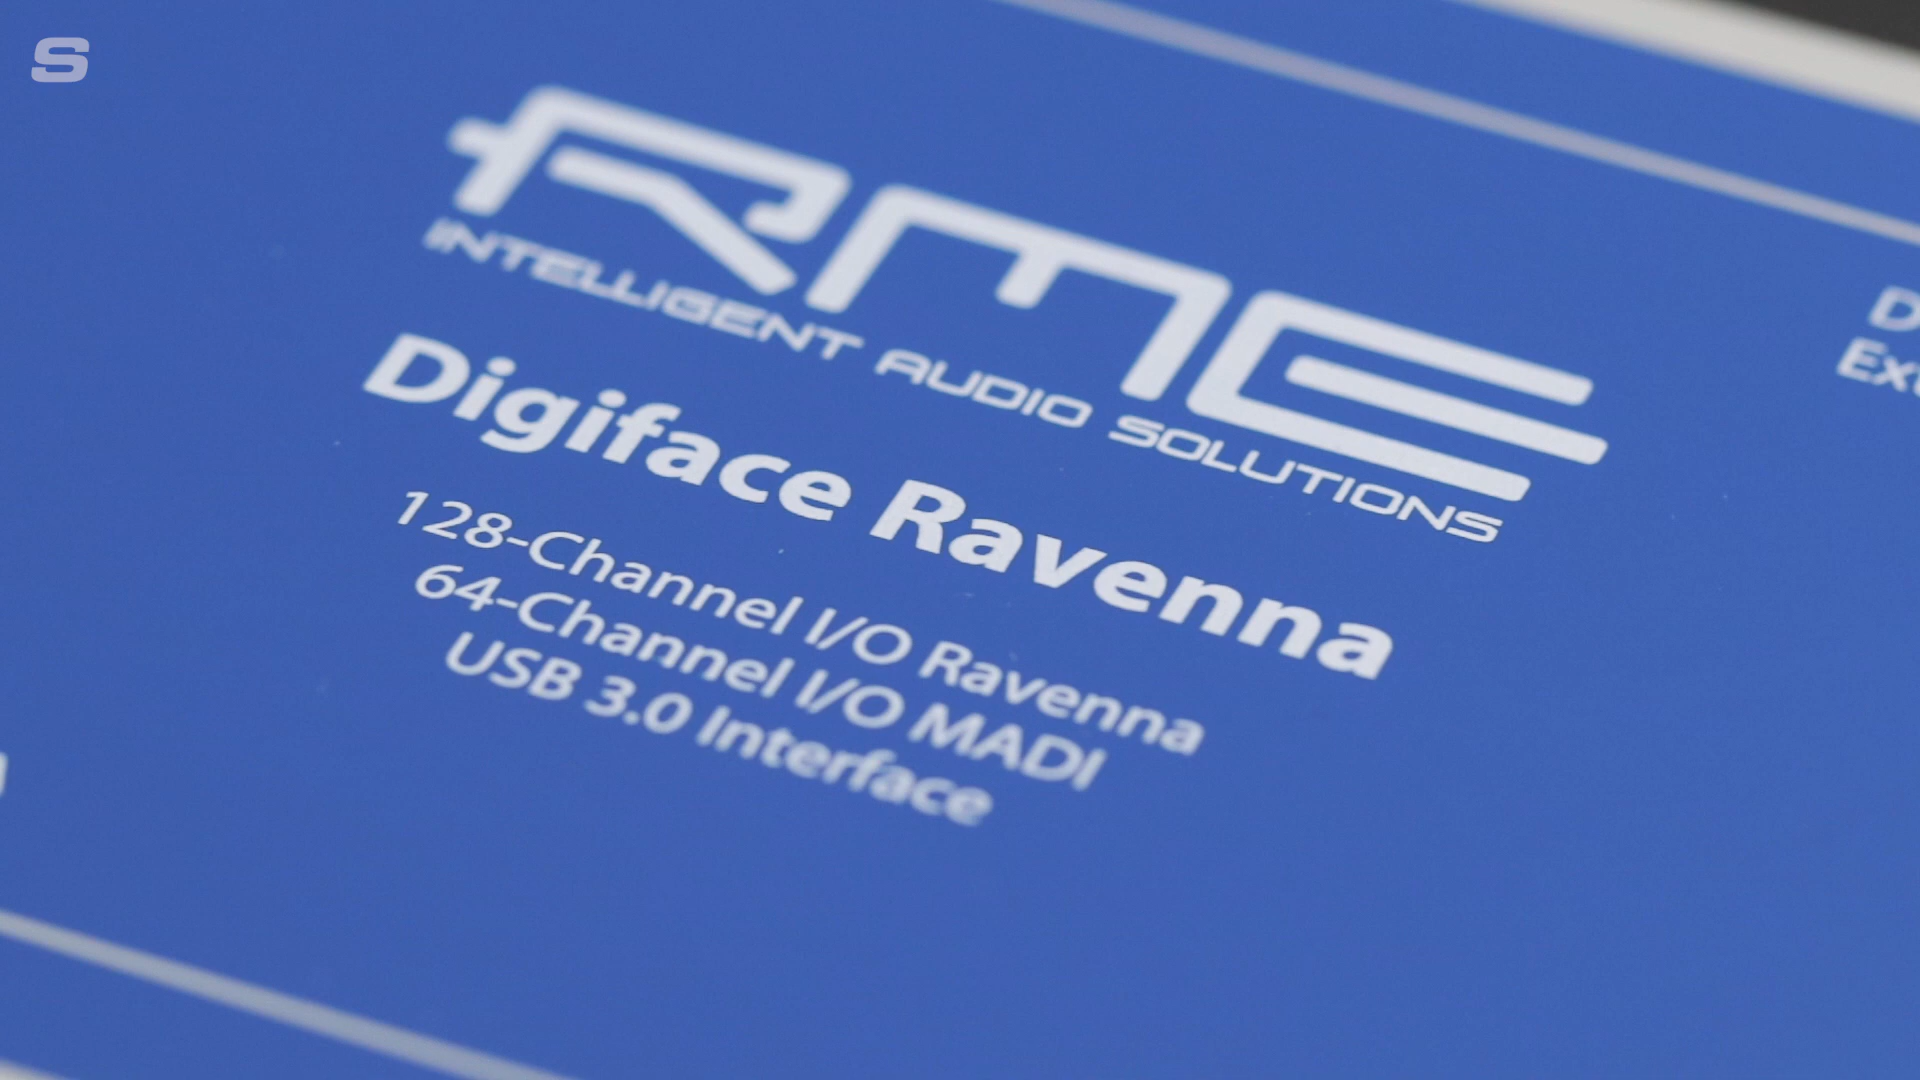 S
RME
INTELLIGENT AUDIO SOLUTIONS
Digiface Ravenna
128-Channel I/O Ravenna
64-Channel I/O MADI
USB 3.0 Interface